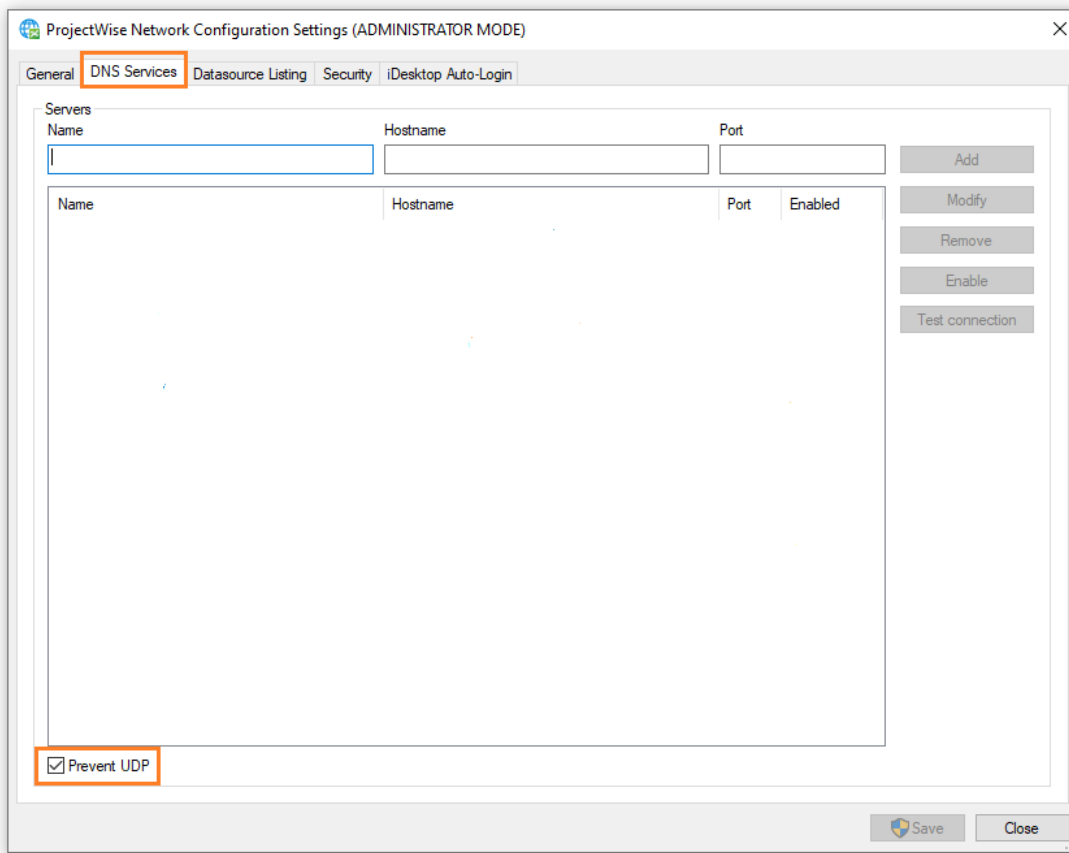 ProjectWise Network Configuration Settings (ADMINISTRATOR MODE)
General DNS Services Datasource Listing Security iDesktop Auto-Login
Servers
Name Hostname Port
Add
Name Hostname Port Enabled Modify
Remove
Enable
Test connection
Prevent UDP
Save Close